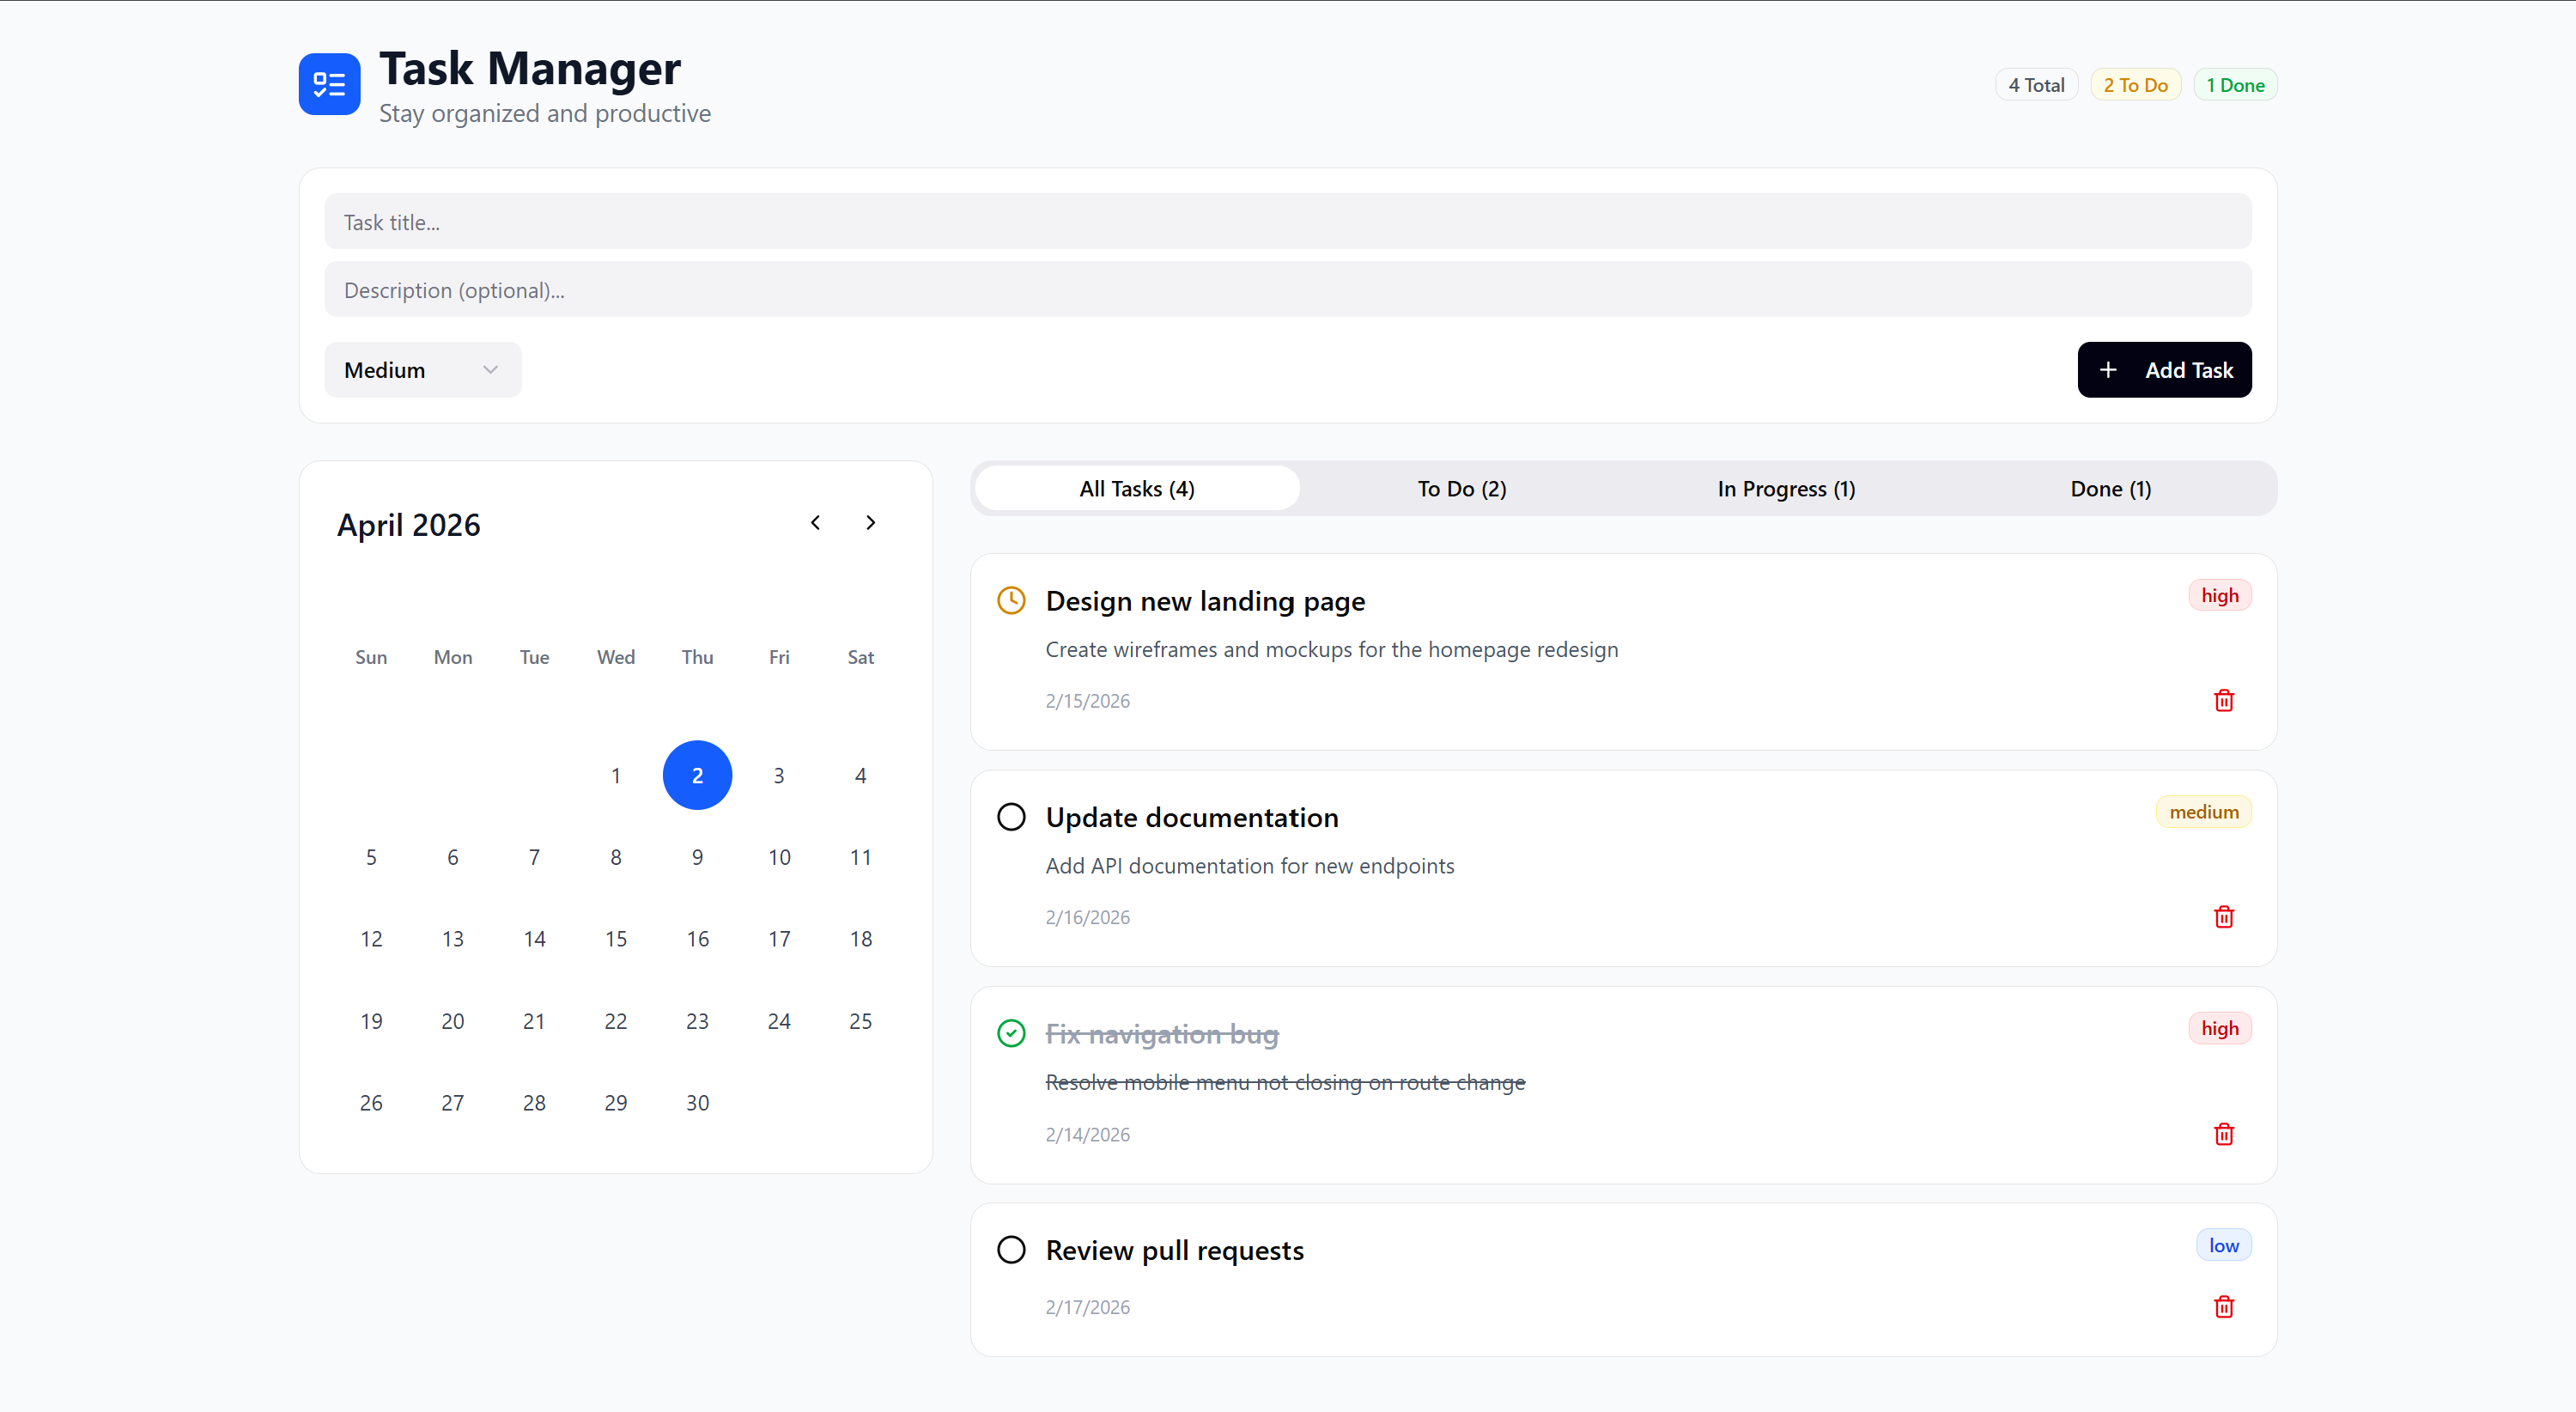 Task Manager
Stay organized and productive
4 Total 2 To Do 1 Done
Task title...
Description (optional)...
Medium
Add Task
April 2026
Sun Mon Tue Wed Thu Fri Sat
1 2 3 4
5 6 7 8 9 10 11
12 13 14 15 16 17 18
19 20 21 22 23 24 25
26 27 28 29 30
All Tasks (4) To Do (2) In Progress (1) Done (1)
Design new landing page high
Create wireframes and mockups for the homepage redesign
2/15/2026
Update documentation medium
Add API documentation for new endpoints
2/16/2026
Fix navigation bug high
Resolve mobile menu not closing on route change
2/14/2026
Review pull requests low
2/17/2026